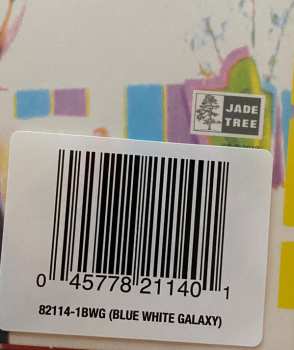 JADE
TREE
0 45778 21140 1
82114-1BWG (BLUE WHITE GALAXY)